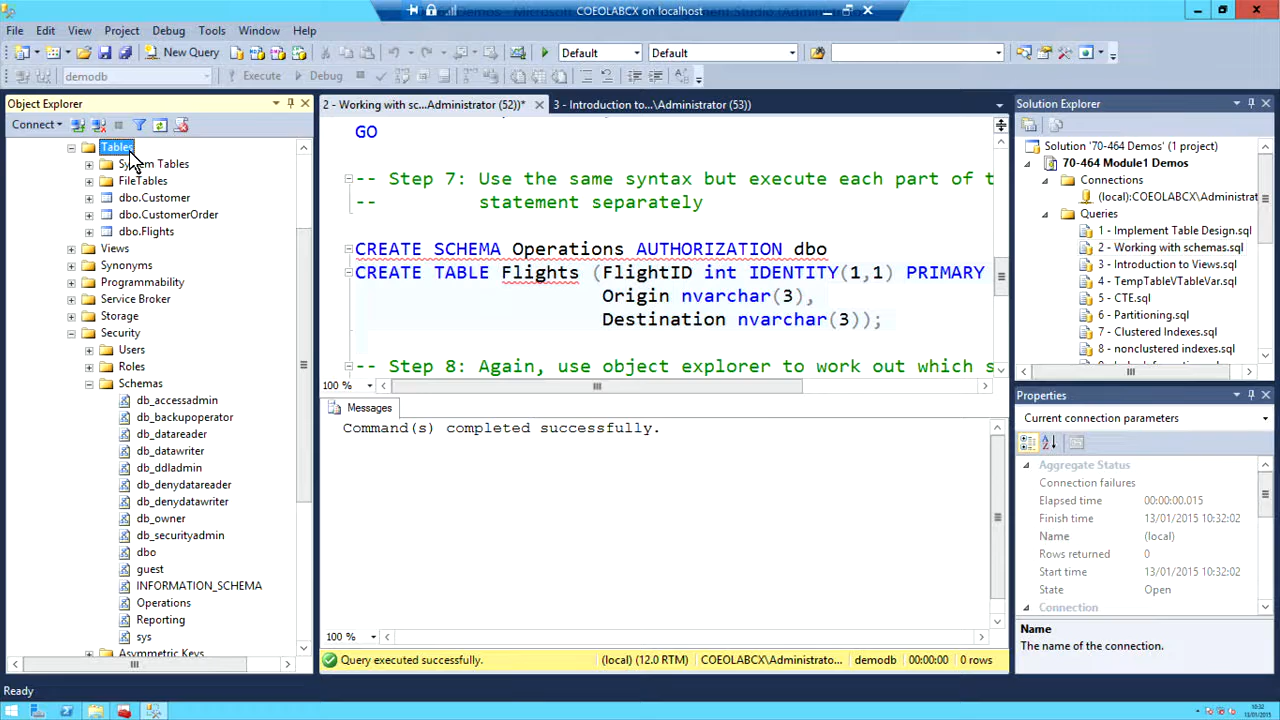 COEOLABCX on localhost
File Edit View Project Debug Tools Window Help
New Query Default Default
demodb Execute Debug
Object Explorer
Connect
Tables
System Tables
FileTables
dbo.Customer
dbo.CustomerOrder
dbo.Flights
Views
Synonyms
Programmability
Service Broker
Storage
Security
Users
Roles
Schemas
db_accessadmin
db_backupoperator
db_datareader
db_datawriter
db_ddladmin
db_denydatareader
db_denydatawriter
db_owner
db_securityadmin
dbo
guest
INFORMATION_SCHEMA
Operations
Reporting
sys
Asymmetric Keys
2 - Working with sc...Administrator (52))*
3 - Introduction to...\Administrator (53))
GO
-- Step 7: Use the same syntax but execute each part of t
-- statement separately
CREATE SCHEMA Operations AUTHORIZATION dbo
CREATE TABLE Flights (FlightID int IDENTITY(1,1) PRIMARY
Origin nvarchar(3),
Destination nvarchar(3));
-- Step 8: Again, use object explorer to work out which s
100 %
Messages
Command(s) completed successfully.
100 %
Query executed successfully. (local) (12.0 RTM) COEOLABCX\Administrato... demodb 00:00:00 0 rows
Solution Explorer
Solution '70-464 Demos' (1 project)
70-464 Module1 Demos
Connections
(local):COEOLABCX\Administrat
Queries
1 - Implement Table Design.sql
2 - Working with schemas.sql
3 - Introduction to Views.sql
4 - TempTableVTableVar.sql
5 - CTE.sql
6 - Partitioning.sql
7 - Clustered Indexes.sql
8 - nonclustered indexes.sql
Properties
Current connection parameters
Aggregate Status
Connection failures
Elapsed time 00:00:00.015
Finish time 13/01/2015 10:32:02
Name (local)
Rows returned 0
Start time 13/01/2015 10:32:02
State Open
Connection
Name
The name of the connection.
Ready
10:32
13/01/2015